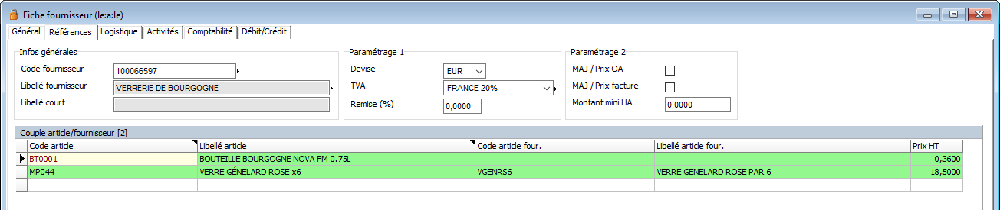 Fiche fournisseur (le:a:le)
Général Références Logistique Activités Comptabilité Débit/Crédit
Infos générales Paramétrage 1 Paramétrage 2
Code fournisseur 100066597 Devise EUR MAJ / Prix OA
Libellé fournisseur VERRERIE DE BOURGOGNE TVA FRANCE 20% MAJ / Prix facture
Libellé court Remise (%) 0,0000 Montant mini HA 0,0000
Couple article/fournisseur [2]
Code article Libellé article Code article four. Libellé article four. Prix HT
BT0001 BOUTEILLE BOURGOGNE NOVA FM 0.75L 0,3600
MP044 VERRE GÉNELARD ROSE x6 VGENRS6 VERRE GENELARD ROSE PAR 6 18,5000